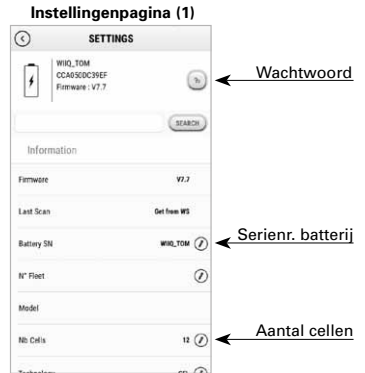 Instellingenpagina (1)
SETTINGS
WIIQ_TOM
CCA050DC39EF
Firmware : V7.7
Wachtwoord
SEARCH
Information
Firmware V7.7
Last Scan Get from WS
Battery SN WIIQ_TOM
Serienr. batterij
N° Fleet
Model
Nb Cells 12
Aantal cellen
Technology GEL